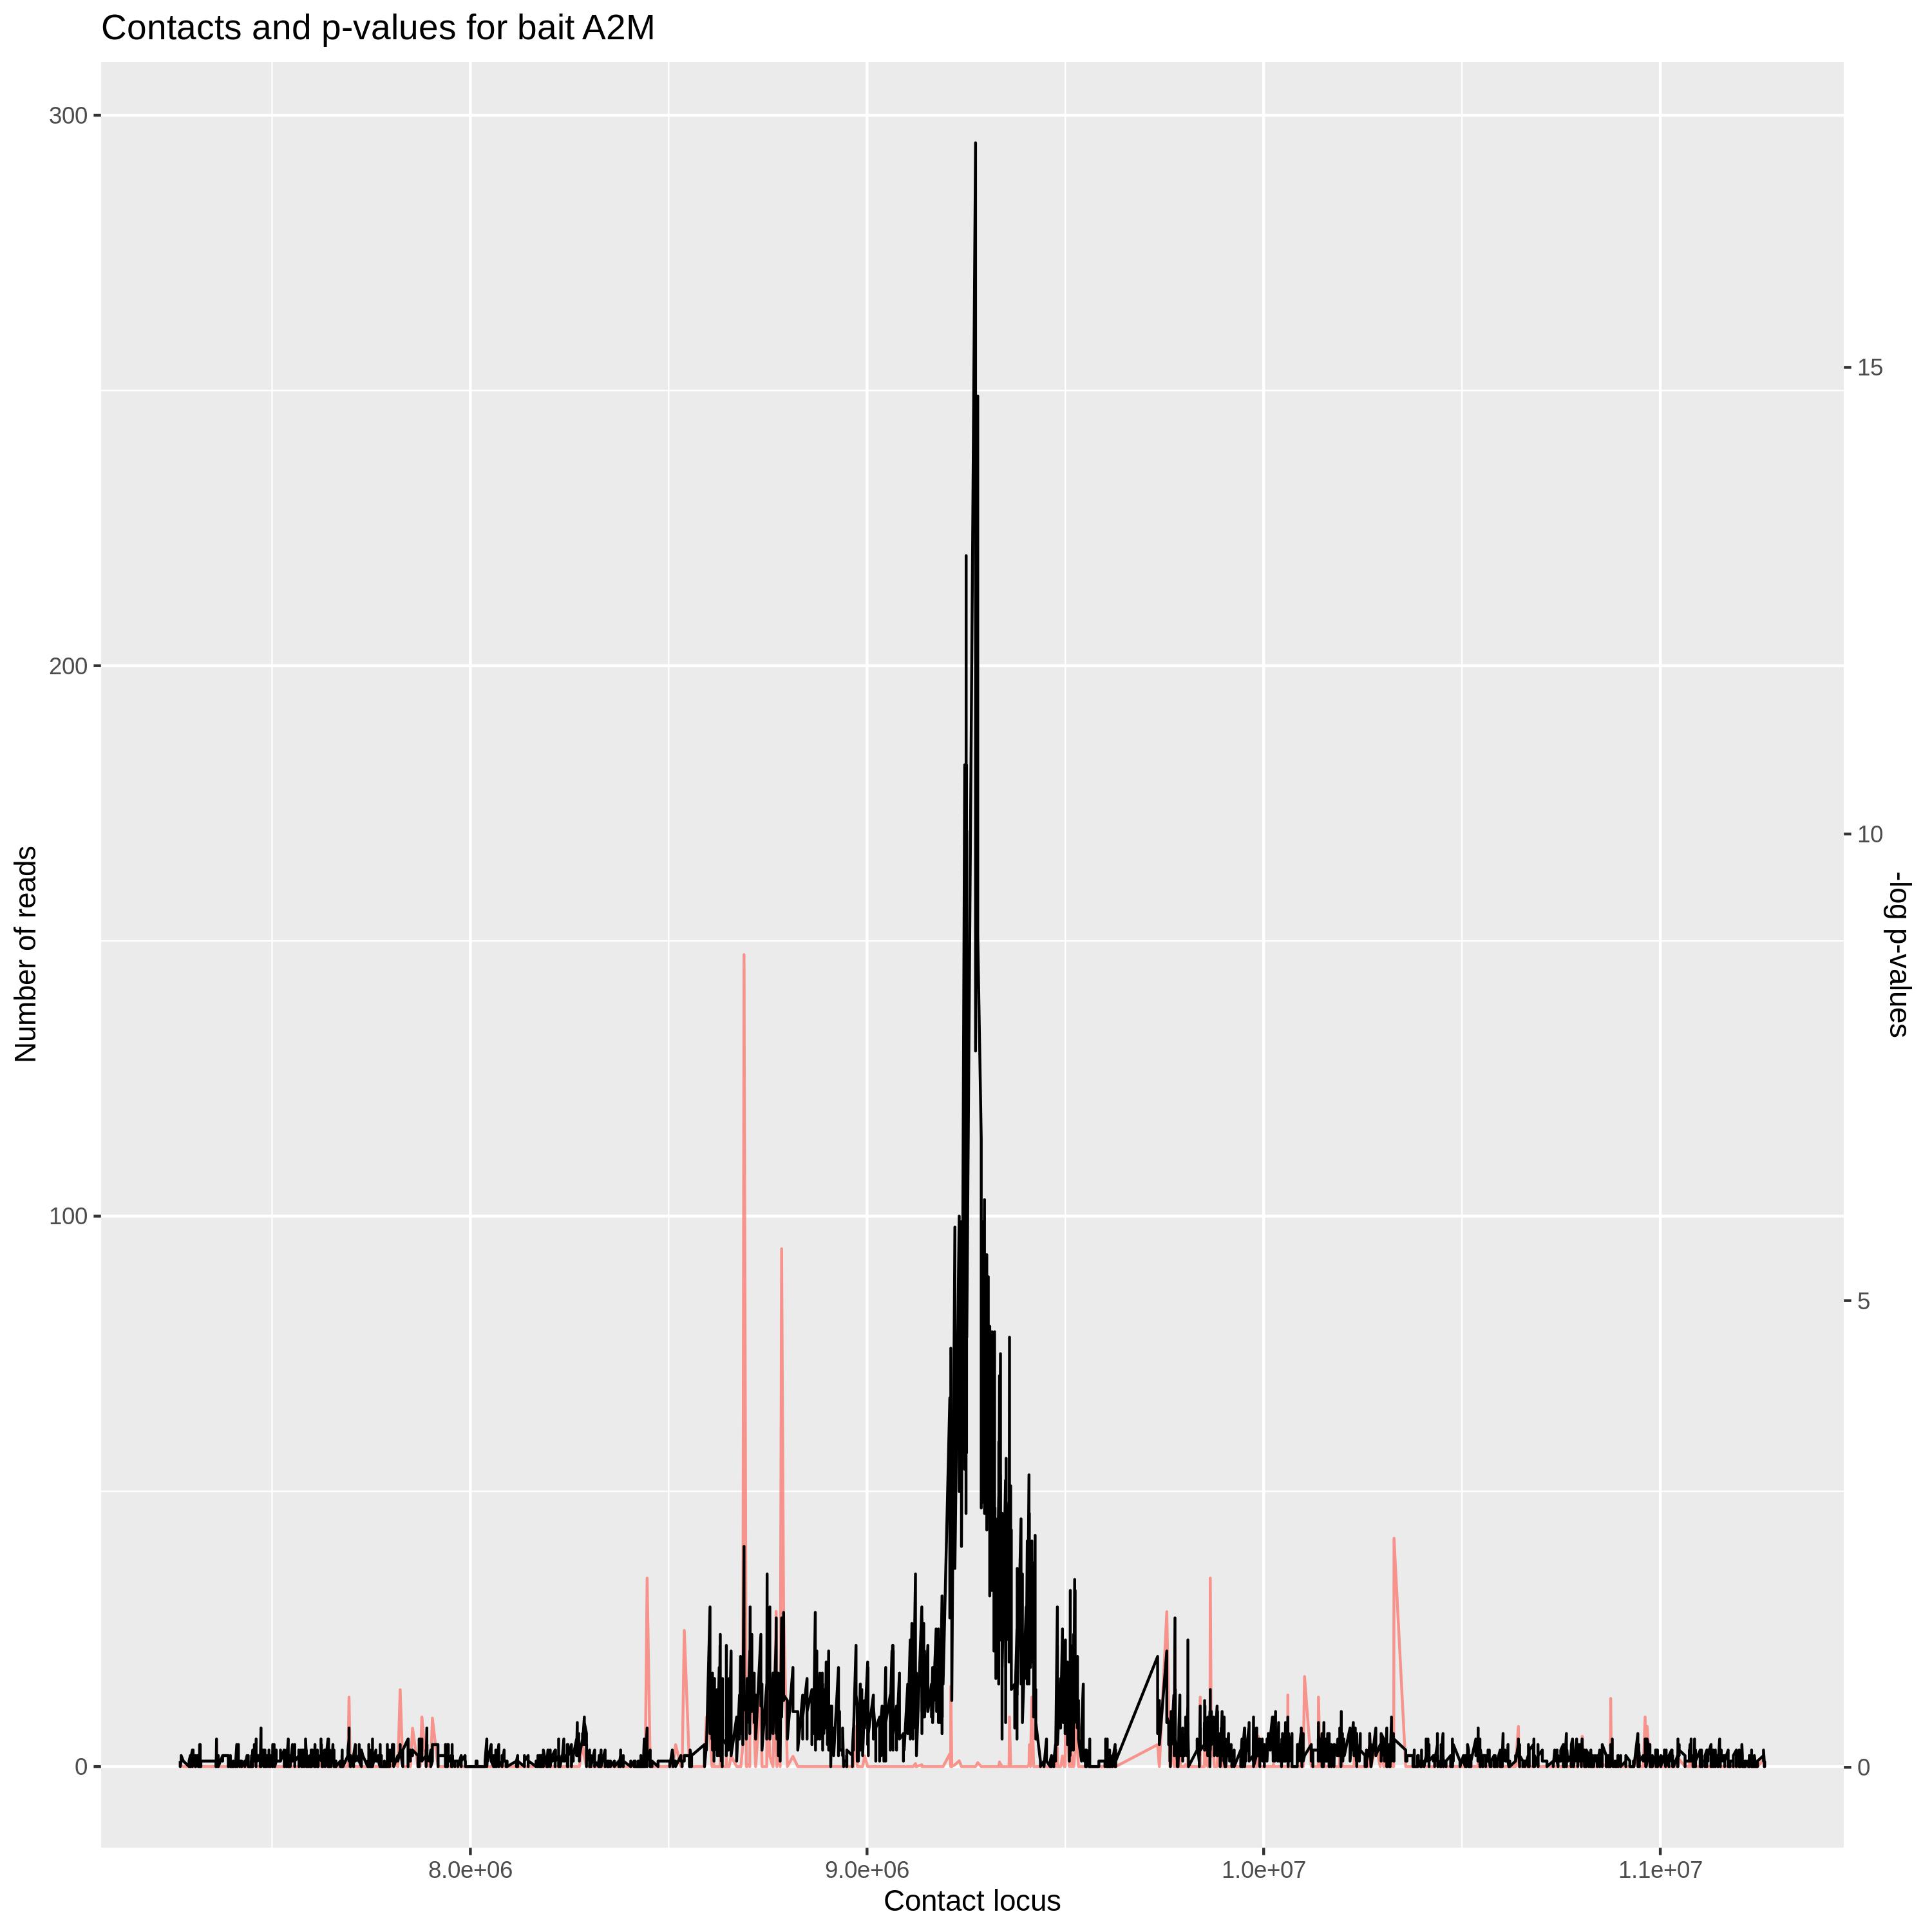 Contacts and p-values for bait A2M
300
200
100
0
Number of reads
15
10
5
0
-log p-values
8.0e+06
9.0e+06
1.0e+07
1.1e+07
Contact locus